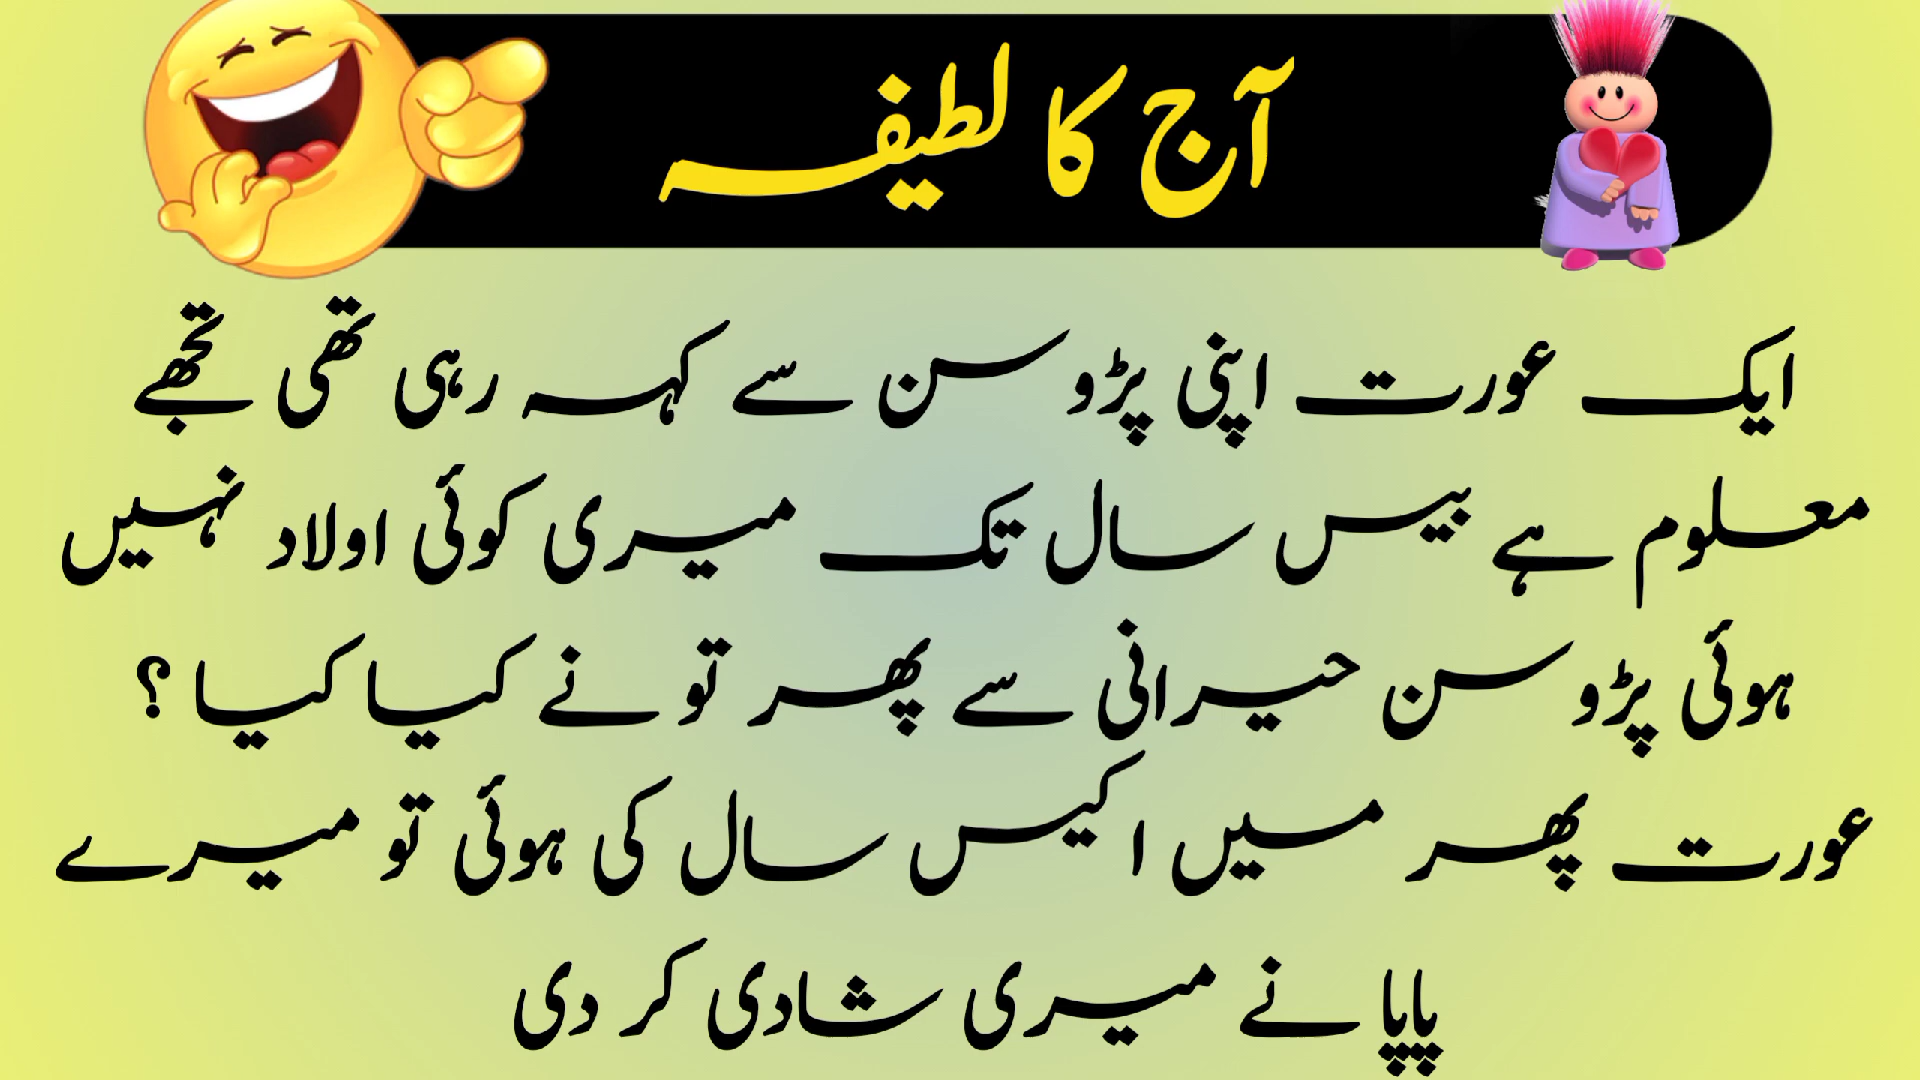 آج کا لطیفہ
ایک عورت اپنی پڑوسن سے کہہ رہی تھی تجھے
معلوم ہے بیس سال تک میری کوئی اولاد نہیں
ہوئی پڑوسن حیرانی سے پھر تو نے کیا کیا ؟
عورت پھر میں اکیس سال کی ہوئی تو میرے
پاپا نے میری شادی کر دی